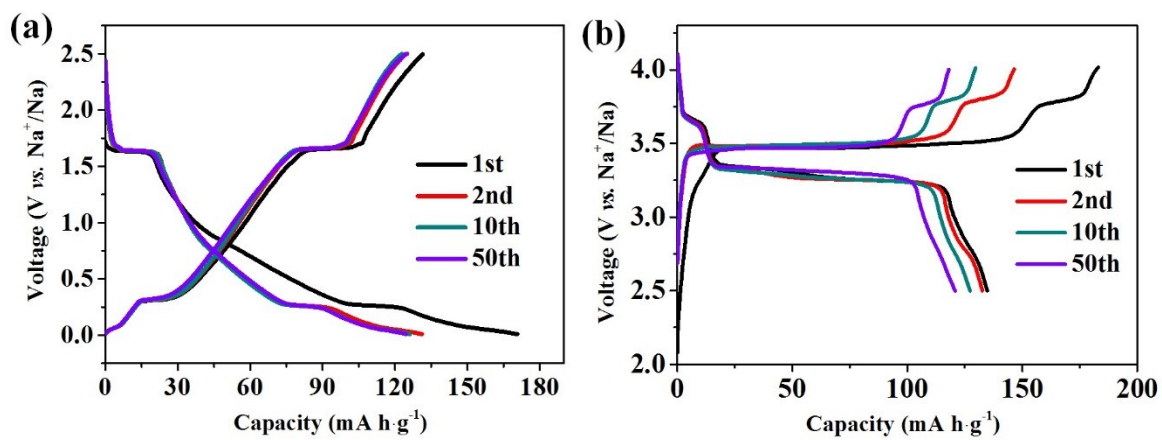 (a)
2.5
2.0
1.5
1.0
0.5
0.0
Voltage (V vs. Na⁺/Na)
1st
2nd
10th
50th
0 30 60 90 120 150 180
Capacity (mA h·g⁻¹)
(b)
4.0
3.5
3.0
2.5
2.0
Voltage (V vs. Na⁺/Na)
1st
2nd
10th
50th
0 50 100 150 200
Capacity (mA h·g⁻¹)